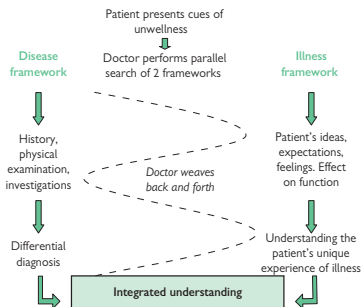 Patient presents cues of
unwellness
Disease
framework
Doctor performs parallel
search of 2 frameworks
Illness
framework
History,
physical
examination,
investigations
Doctor weaves
back and forth
Patient's ideas,
expectations,
feelings. Effect
on function
Differential
diagnosis
Understanding the
patient's unique
experience of illness
Integrated understanding